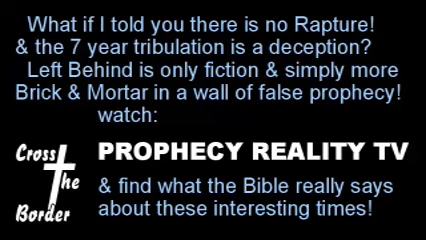 What if I told you there is no Rapture!
& the 7 year tribulation is a deception?
Left Behind is only fiction & simply more
Brick & Mortar in a wall of false prophecy!
watch:
Cross
the
Border
PROPHECY REALITY TV
& find what the Bible really says
about these interesting times!